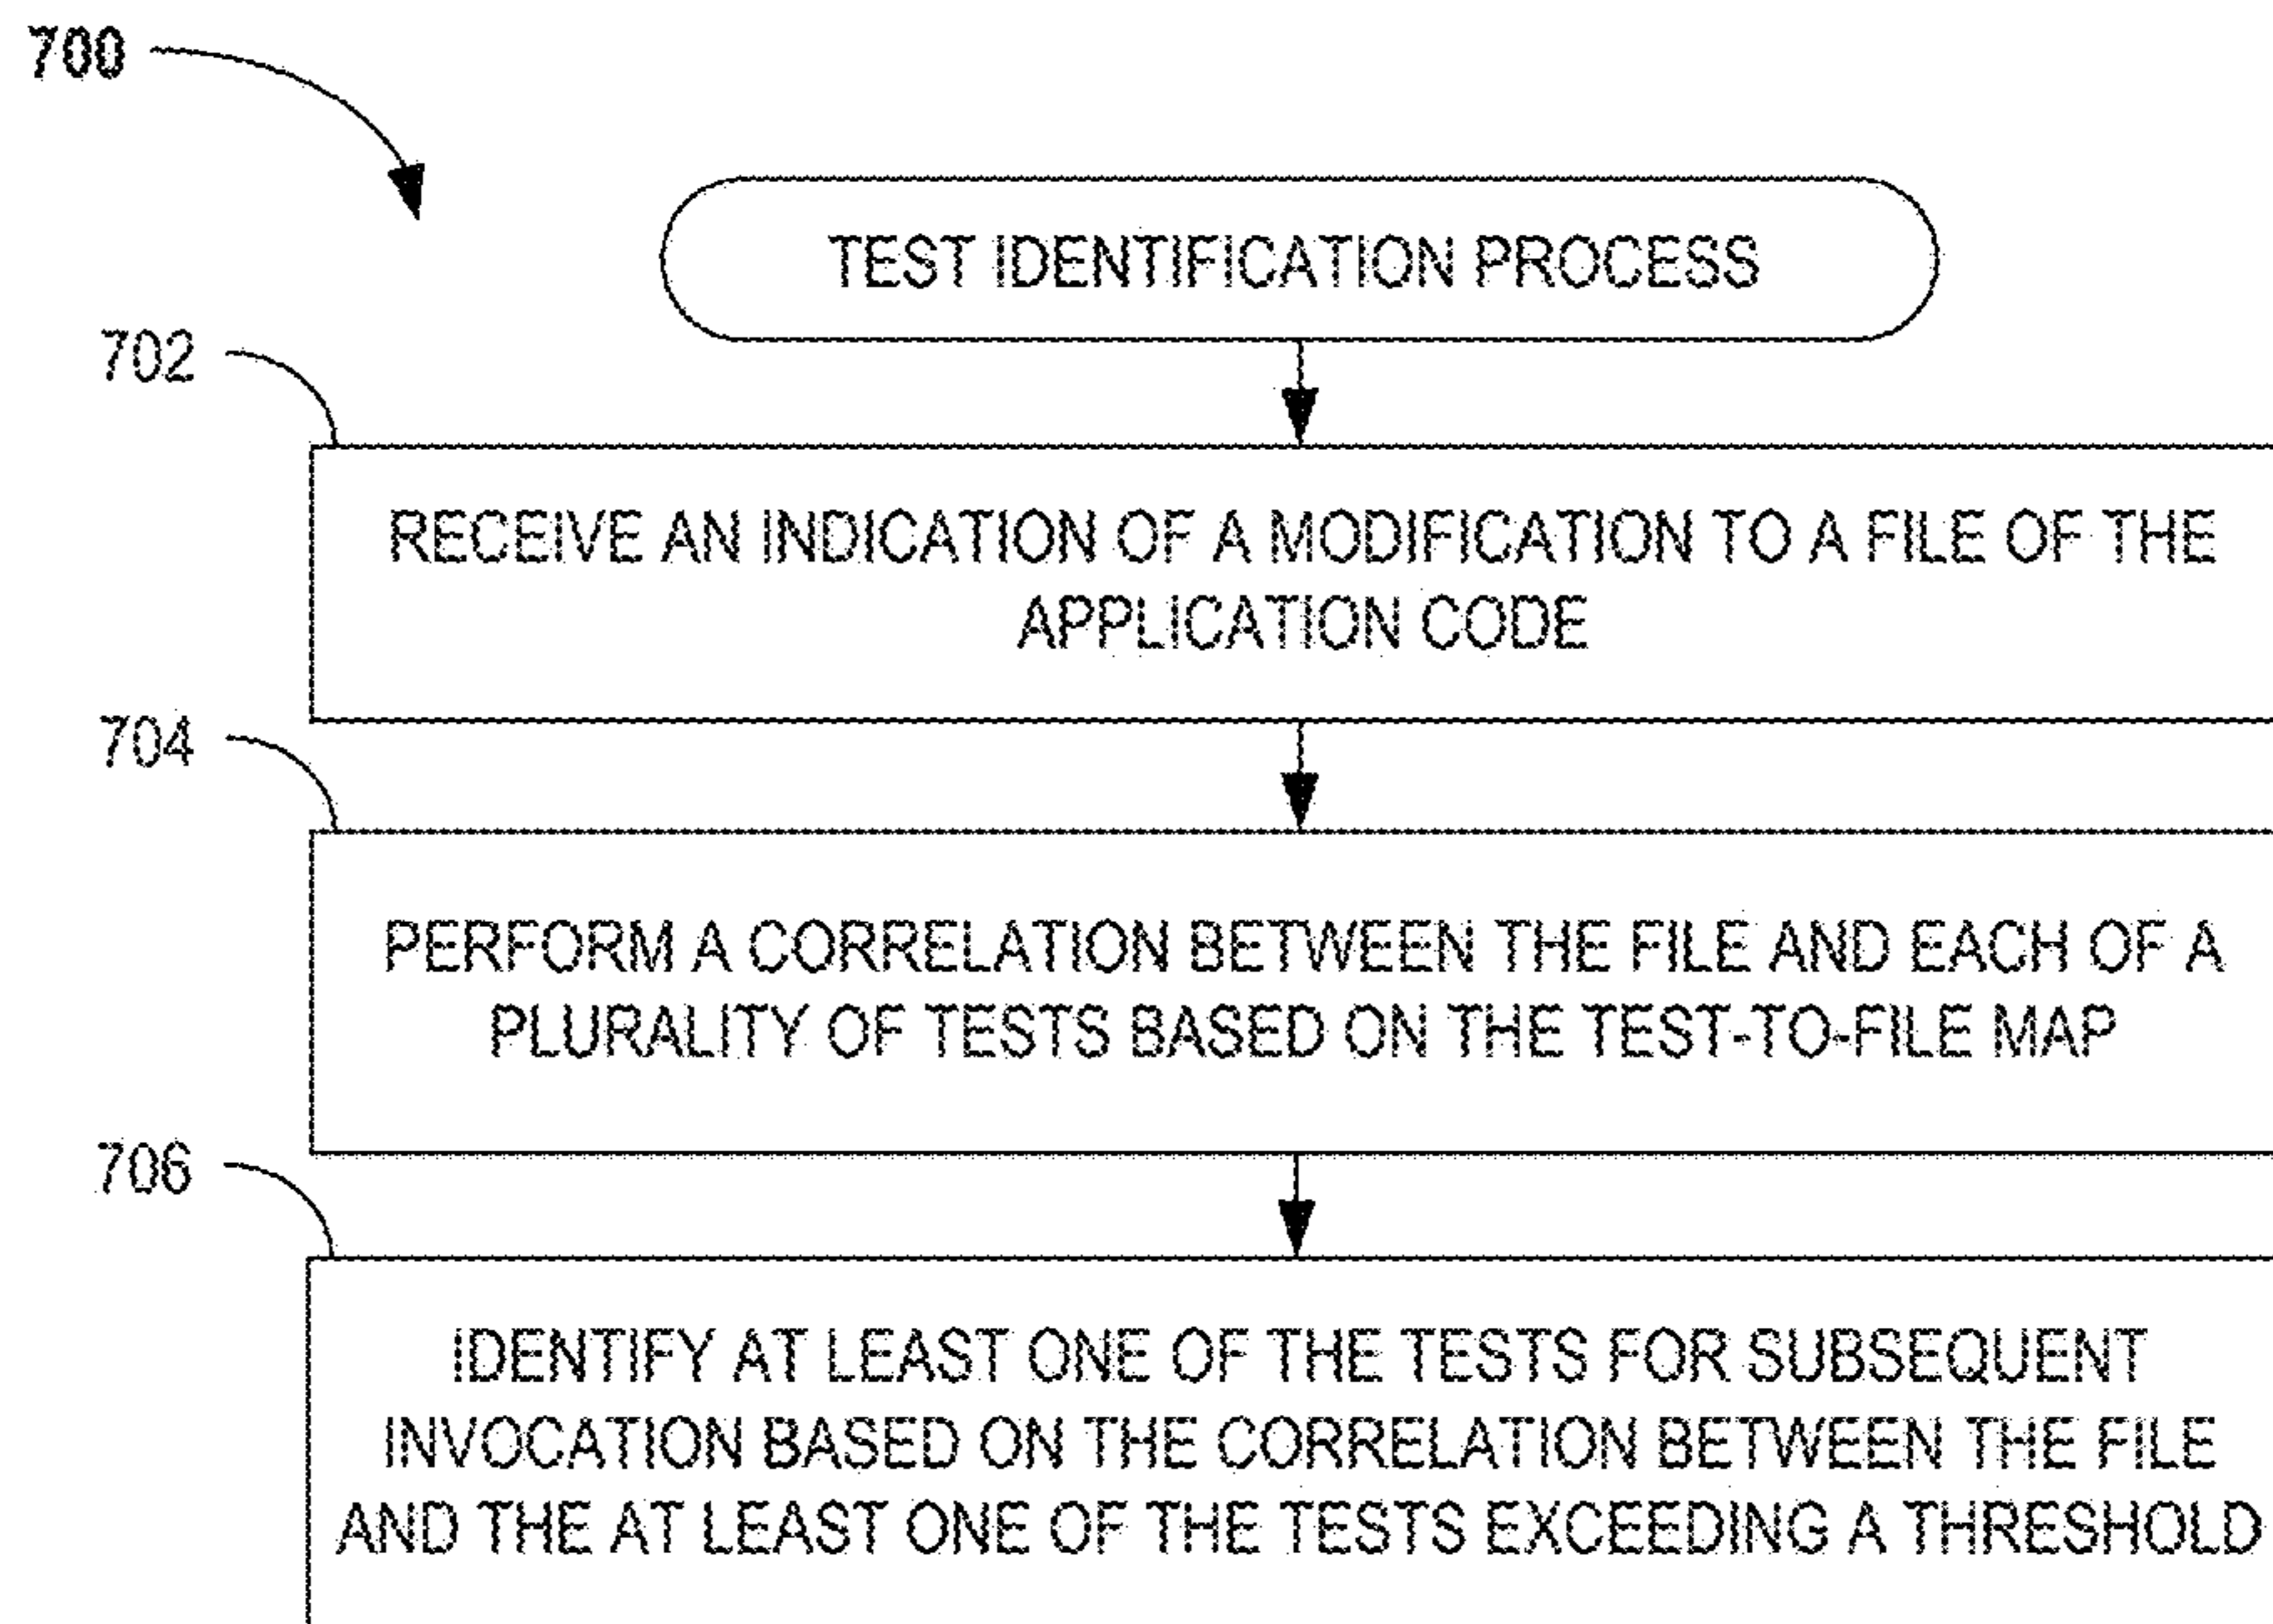 700
TEST IDENTIFICATION PROCESS
702
RECEIVE AN INDICATION OF A MODIFICATION TO A FILE OF THE
APPLICATION CODE
704
PERFORM A CORRELATION BETWEEN THE FILE AND EACH OF A
PLURALITY OF TESTS BASED ON THE TEST-TO-FILE MAP
706
IDENTIFY AT LEAST ONE OF THE TESTS FOR SUBSEQUENT
INVOCATION BASED ON THE CORRELATION BETWEEN THE FILE
AND THE AT LEAST ONE OF THE TESTS EXCEEDING A THRESHOLD